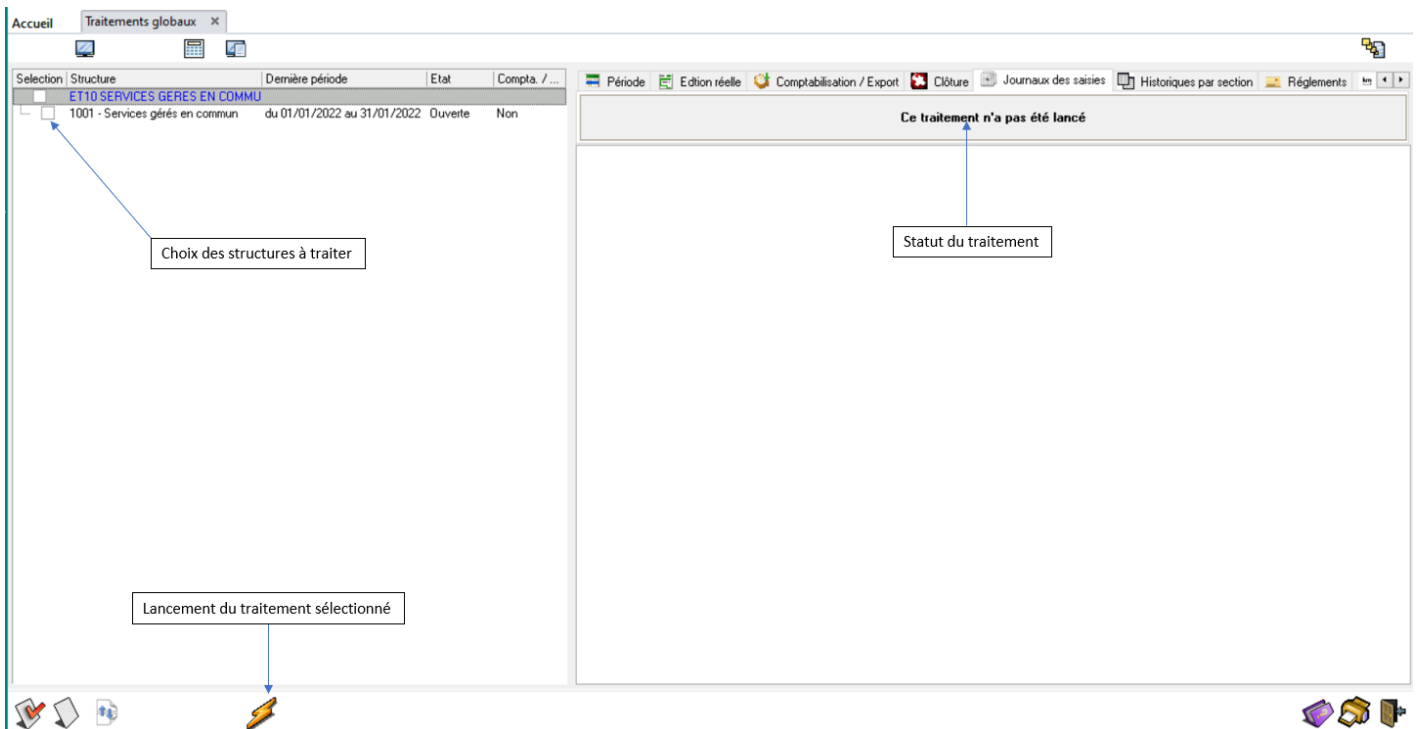 Accueil Traitements globaux ×
Selection Structure Dernière période Etat Compta. / ...
Période Edtion réelle Comptabilisation / Export Clôture Journaux des saisies Historiques par section Réglements
ET10 SERVICES GERES EN COMMU
1001 - Services gérés en commun du 01/01/2022 au 31/01/2022 Ouverte Non
Ce traitement n'a pas été lancé
Choix des structures à traiter
Statut du traitement
Lancement du traitement sélectionné